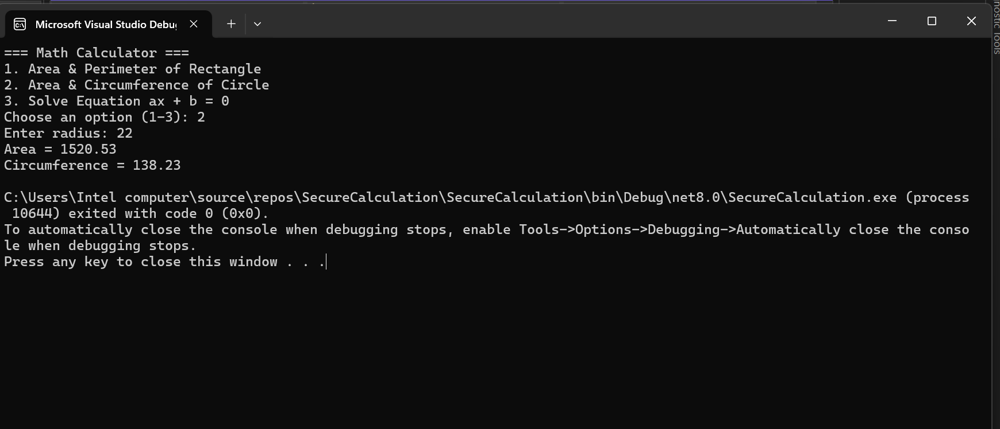 Microsoft Visual Studio Debu
=== Math Calculator ===
1. Area & Perimeter of Rectangle
2. Area & Circumference of Circle
3. Solve Equation ax + b = 0
Choose an option (1-3): 2
Enter radius: 22
Area = 1520.53
Circumference = 138.23
C:\Users\Intel computer\source\repos\SecureCalculation\SecureCalculation\bin\Debug\net8.0\SecureCalculation.exe (process
10644) exited with code 0 (0x0).
To automatically close the console when debugging stops, enable Tools->Options->Debugging->Automatically close the conso
le when debugging stops.
Press any key to close this window . . .
nostic Tools